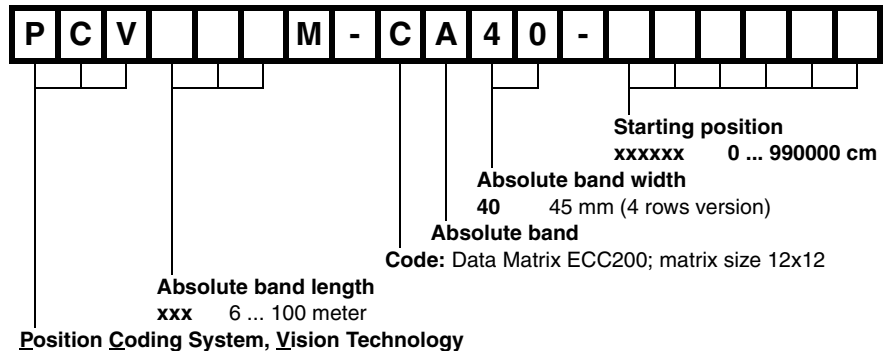 P C V M - C A 4 0 -
Starting position
xxxxxx 0 ... 990000 cm
Absolute band width
40 45 mm (4 rows version)
Absolute band
Code: Data Matrix ECC200; matrix size 12x12
Absolute band length
xxx 6 ... 100 meter
Position Coding System, Vision Technology